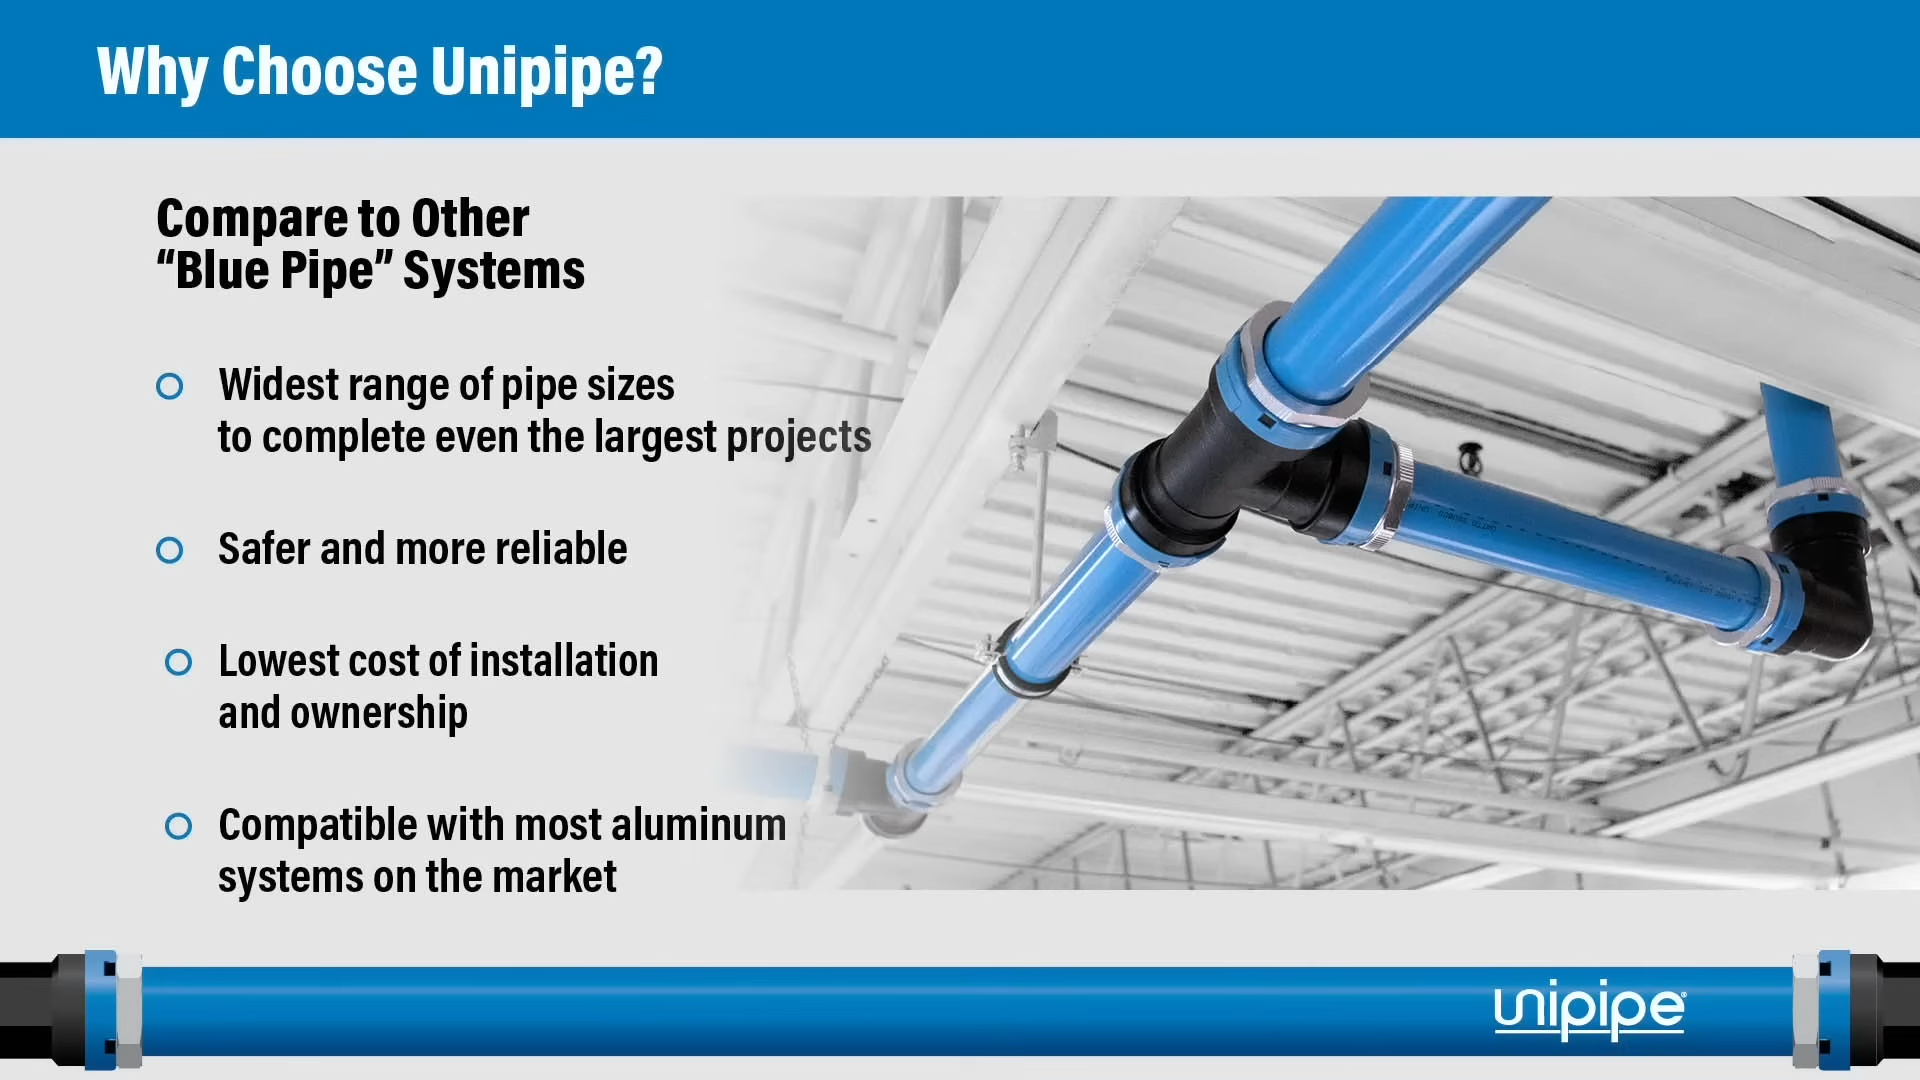 Why Choose Unipipe?
Compare to Other
“Blue Pipe” Systems
Widest range of pipe sizes
to complete even the largest projects
Safer and more reliable
Lowest cost of installation
and ownership
Compatible with most aluminum
systems on the market
unipipe®